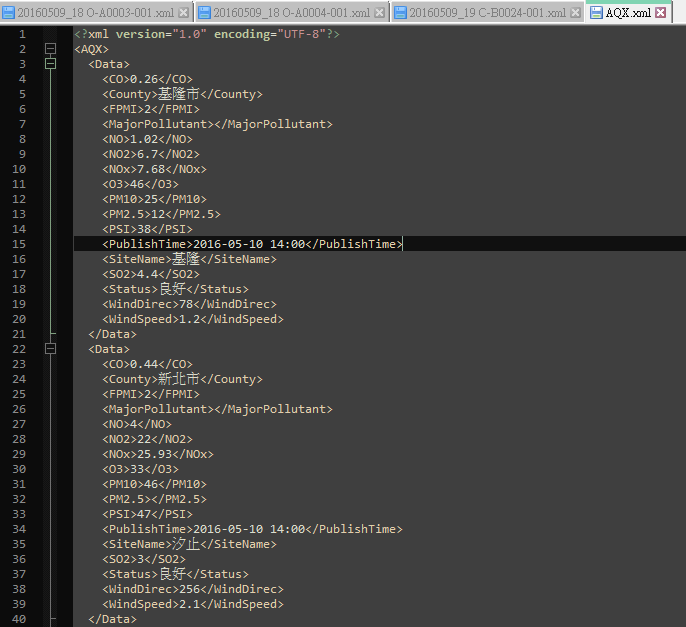 20160509_18 O-A0003-001.xml 20160509_18 O-A0004-001.xml 20160509_19 C-B0024-001.xml AQX.xml
1 <?xml version="1.0" encoding="UTF-8"?>
2 <AQX>
3 <Data>
4 <CO>0.26</CO>
5 <County>基隆市</County>
6 <FPMI>2</FPMI>
7 <MajorPollutant></MajorPollutant>
8 <NO>1.02</NO>
9 <NO2>6.7</NO2>
10 <NOx>7.68</NOx>
11 <O3>46</O3>
12 <PM10>25</PM10>
13 <PM2.5>12</PM2.5>
14 <PSI>38</PSI>
15 <PublishTime>2016-05-10 14:00</PublishTime>
16 <SiteName>基隆</SiteName>
17 <SO2>4.4</SO2>
18 <Status>良好</Status>
19 <WindDirec>78</WindDirec>
20 <WindSpeed>1.2</WindSpeed>
21 </Data>
22 <Data>
23 <CO>0.44</CO>
24 <County>新北市</County>
25 <FPMI>2</FPMI>
26 <MajorPollutant></MajorPollutant>
27 <NO>4</NO>
28 <NO2>22</NO2>
29 <NOx>25.93</NOx>
30 <O3>33</O3>
31 <PM10>46</PM10>
32 <PM2.5></PM2.5>
33 <PSI>47</PSI>
34 <PublishTime>2016-05-10 14:00</PublishTime>
35 <SiteName>汐止</SiteName>
36 <SO2>3</SO2>
37 <Status>良好</Status>
38 <WindDirec>256</WindDirec>
39 <WindSpeed>2.1</WindSpeed>
40 </Data>